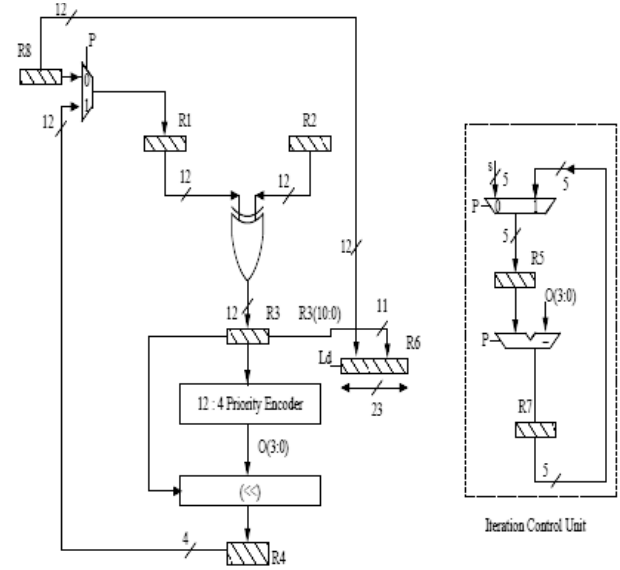 12
P
R8
0
1
12
R1
R2
12
12
12
12
R3
R3(10:0)
11
R6
Ld
23
12 : 4 Priority Encoder
O(3:0)
(<<)
4
R4
s
5
5
P
0
1
5
R5
O(3:0)
P
–
R7
5
Iteration Control Unit